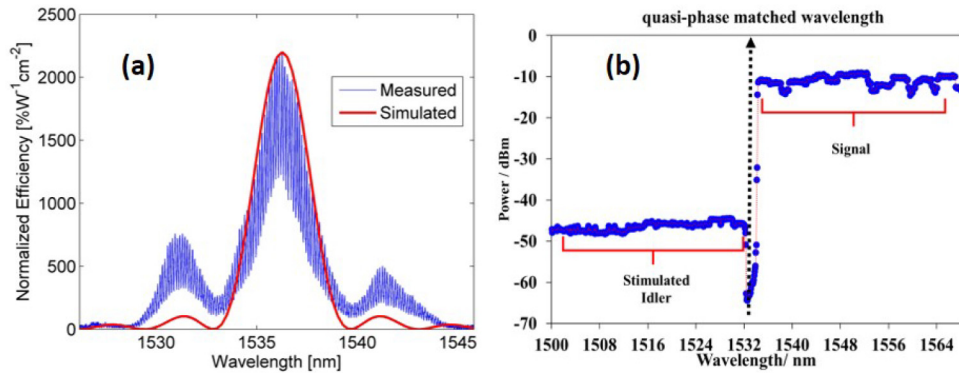 (a)
Measured
Simulated
2500
2000
1500
1000
500
0
Normalized Efficiency [%W⁻¹cm⁻²]
1530
1535
1540
1545
Wavelength [nm]
quasi-phase matched wavelength
(b)
0
-10
-20
-30
-40
-50
-60
-70
Power / dBm
Signal
Stimulated
Idler
1500 1508 1516 1524 1532 1540 1548 1556 1564
Wavelength/ nm